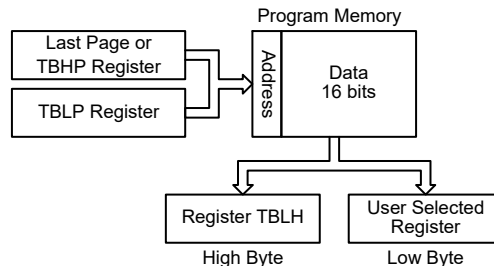 Program Memory
Last Page or
TBHP Register
TBLP Register
Address
Data
16 bits
Register TBLH
User Selected
Register
High Byte
Low Byte